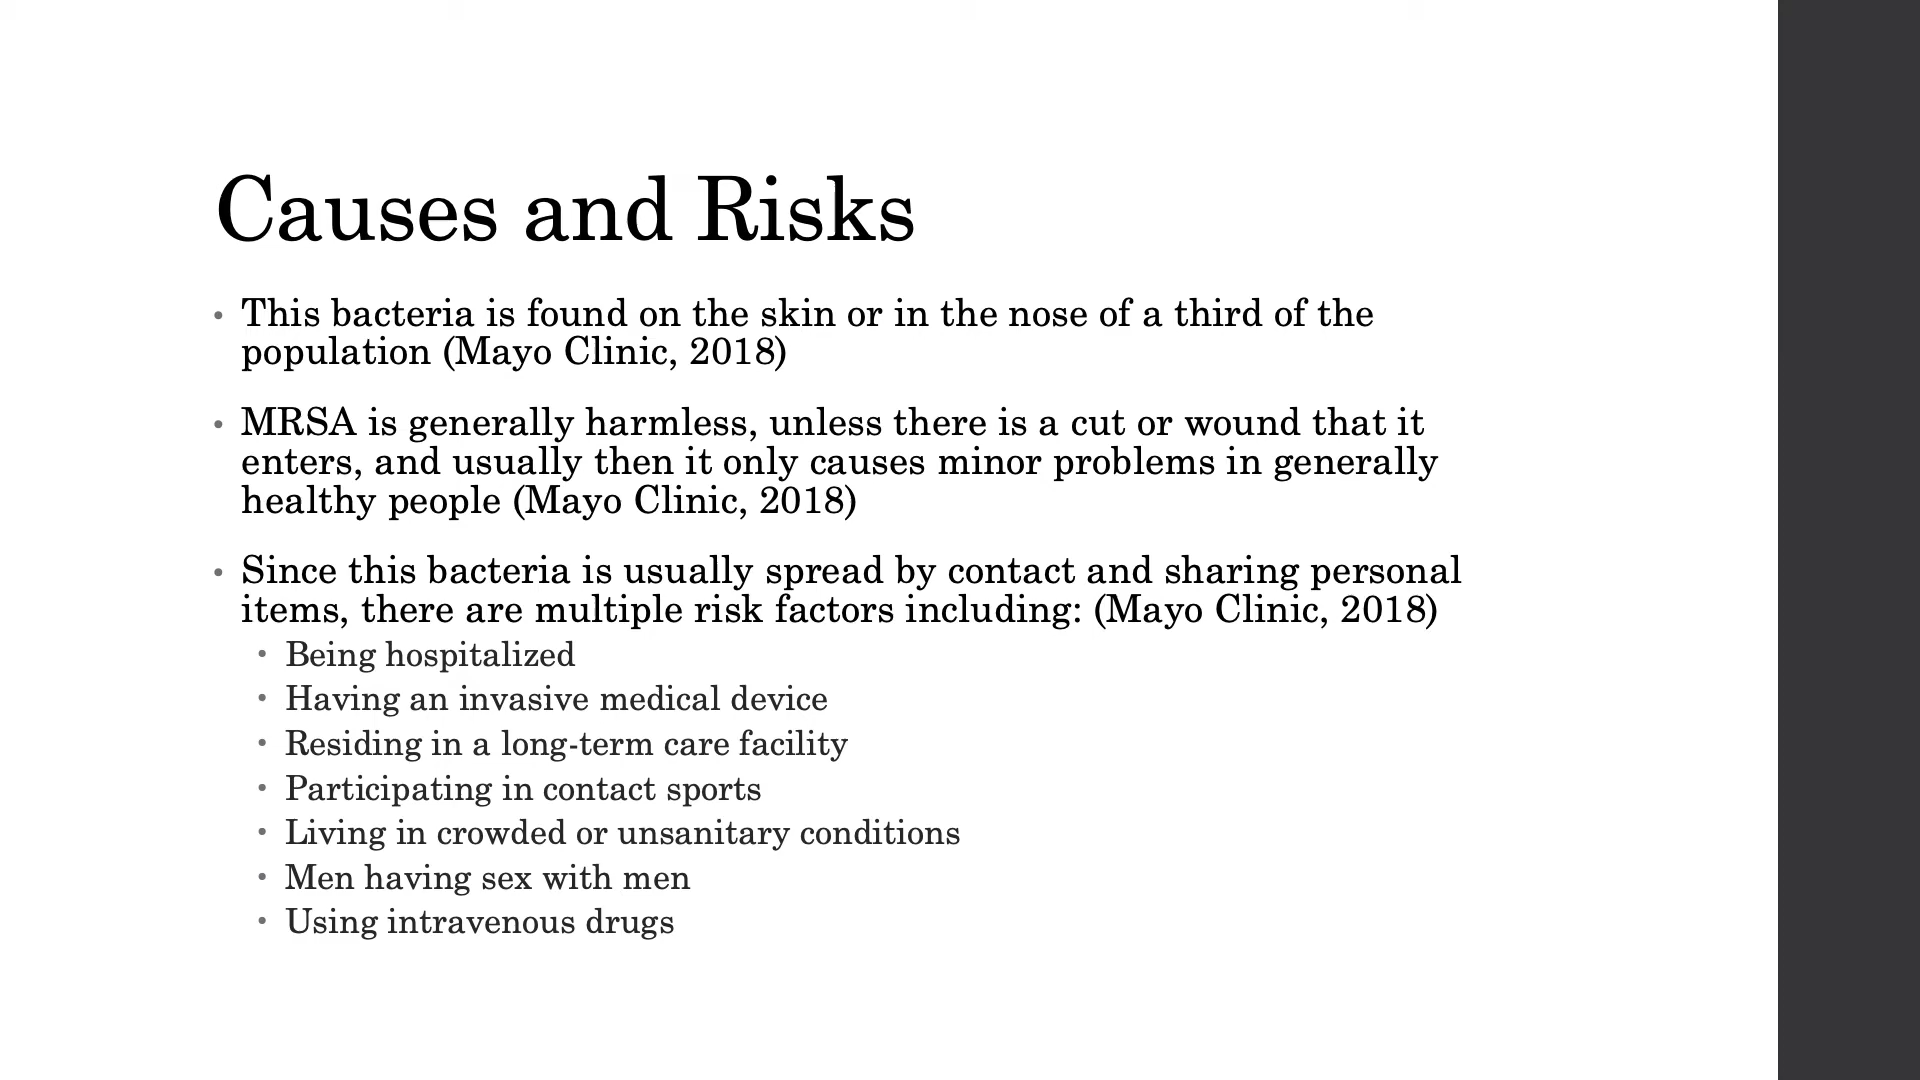 Causes and Risks
• This bacteria is found on the skin or in the nose of a third of the
population (Mayo Clinic, 2018)
• MRSA is generally harmless, unless there is a cut or wound that it
enters, and usually then it only causes minor problems in generally
healthy people (Mayo Clinic, 2018)
• Since this bacteria is usually spread by contact and sharing personal
items, there are multiple risk factors including: (Mayo Clinic, 2018)
• Being hospitalized
• Having an invasive medical device
• Residing in a long-term care facility
• Participating in contact sports
• Living in crowded or unsanitary conditions
• Men having sex with men
• Using intravenous drugs